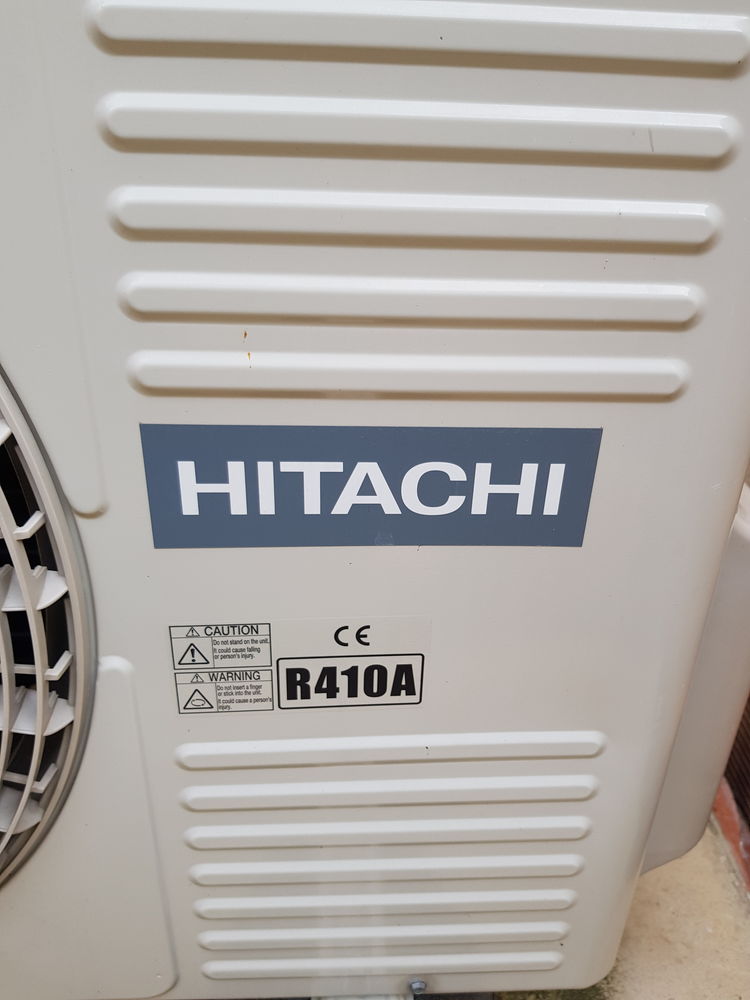 HITACHI
CAUTION
Do not stand on the unit.
It could cause falling
or person's injury.
CE
R410A
WARNING
Do not insert a finger
or stick into the unit.
It could cause a person's
injury.